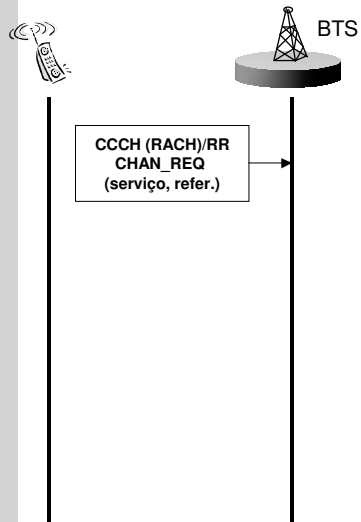 BTS
CCCH (RACH)/RR
CHAN_REQ
(serviço, refer.)